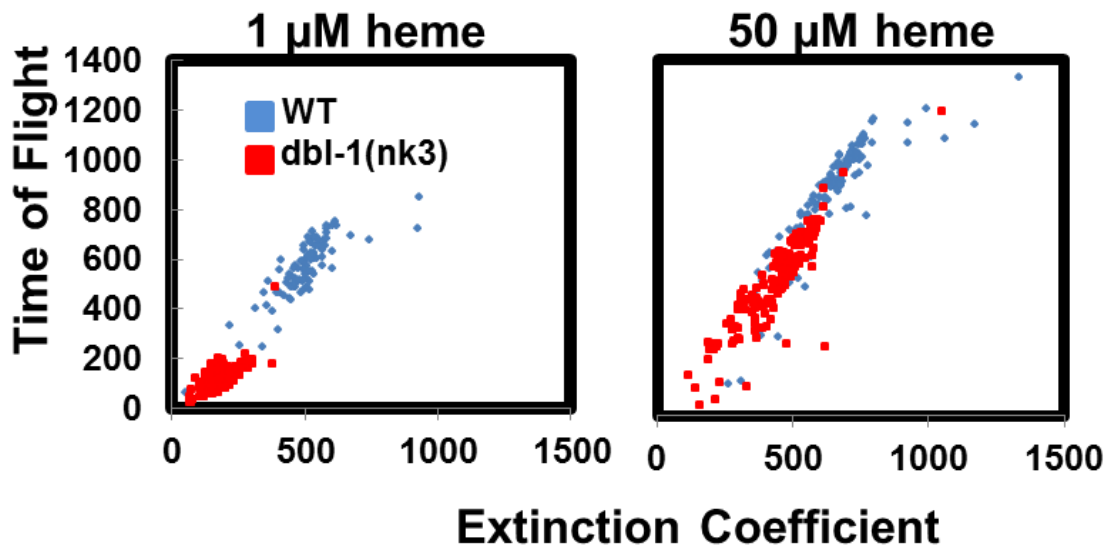 1 µM heme
50 µM heme
Time of Flight
1400
1200
1000
800
600
400
200
0
WT
dbl-1(nk3)
0 500 1000 1500
0 500 1000 1500
Extinction Coefficient